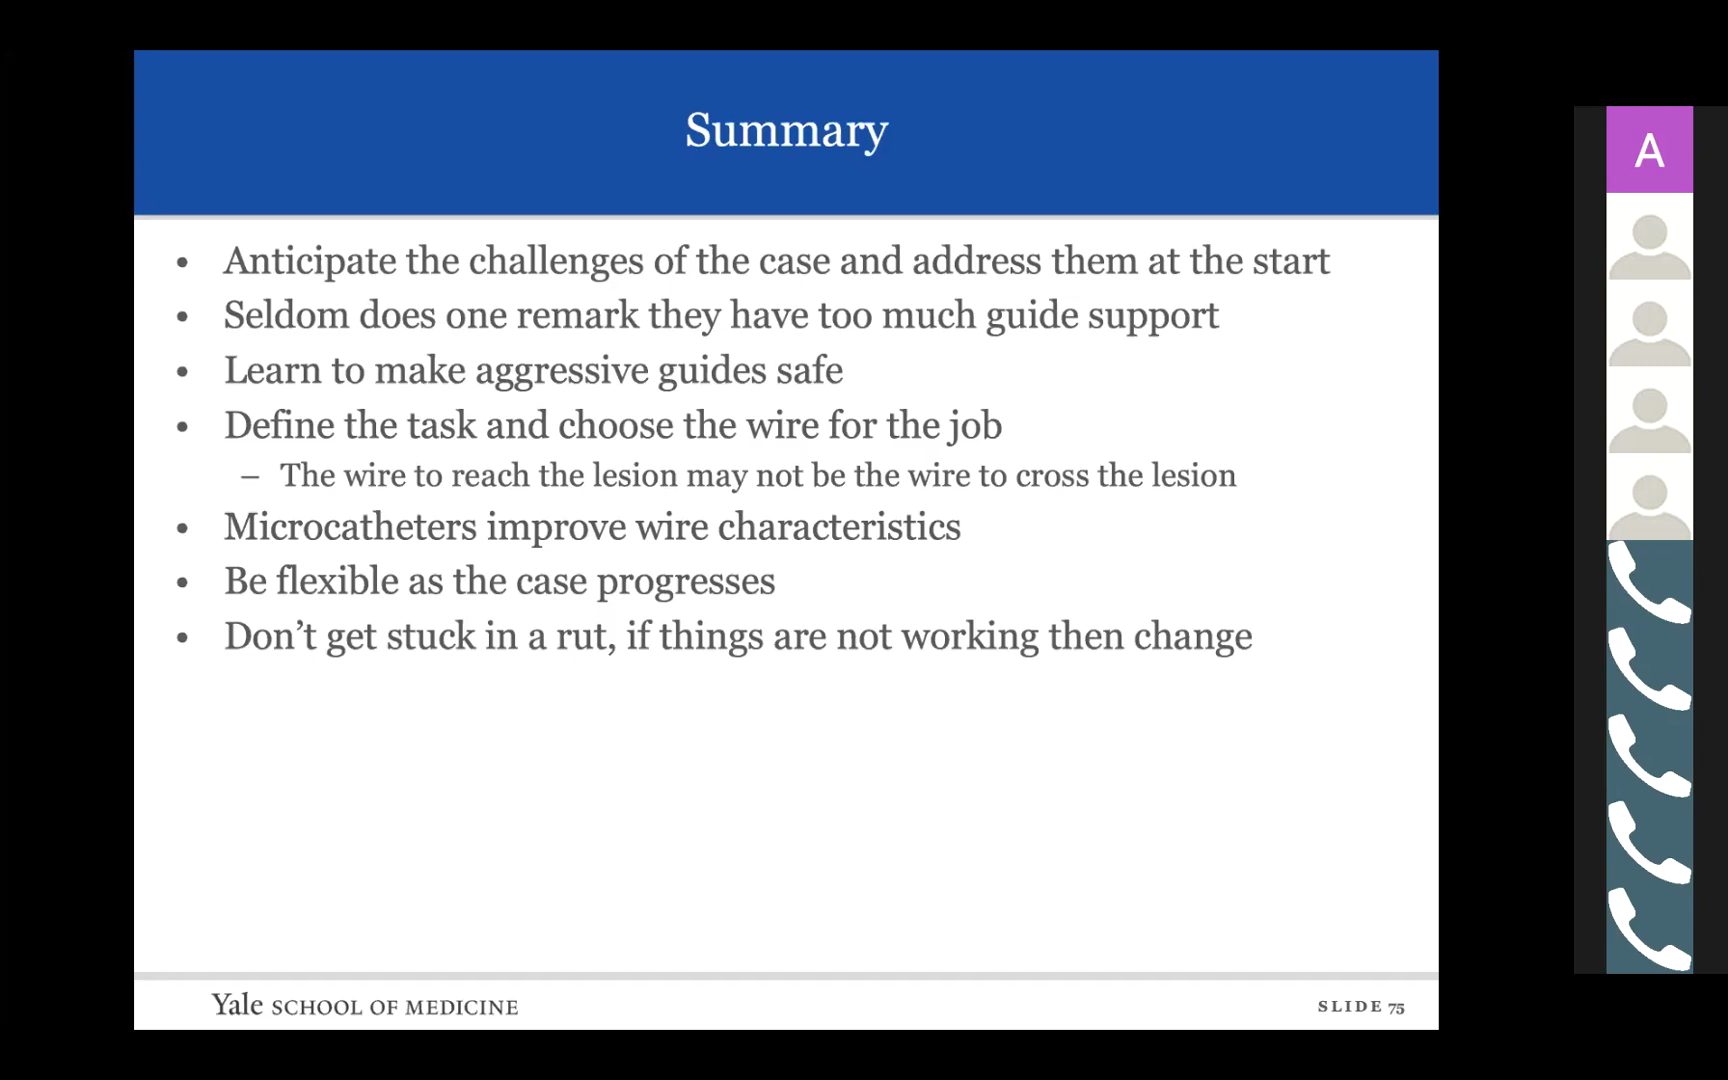 Summary
• Anticipate the challenges of the case and address them at the start
• Seldom does one remark they have too much guide support
• Learn to make aggressive guides safe
• Define the task and choose the wire for the job
– The wire to reach the lesion may not be the wire to cross the lesion
• Microcatheters improve wire characteristics
• Be flexible as the case progresses
• Don’t get stuck in a rut, if things are not working then change
Yale SCHOOL OF MEDICINE
SLIDE 75
A